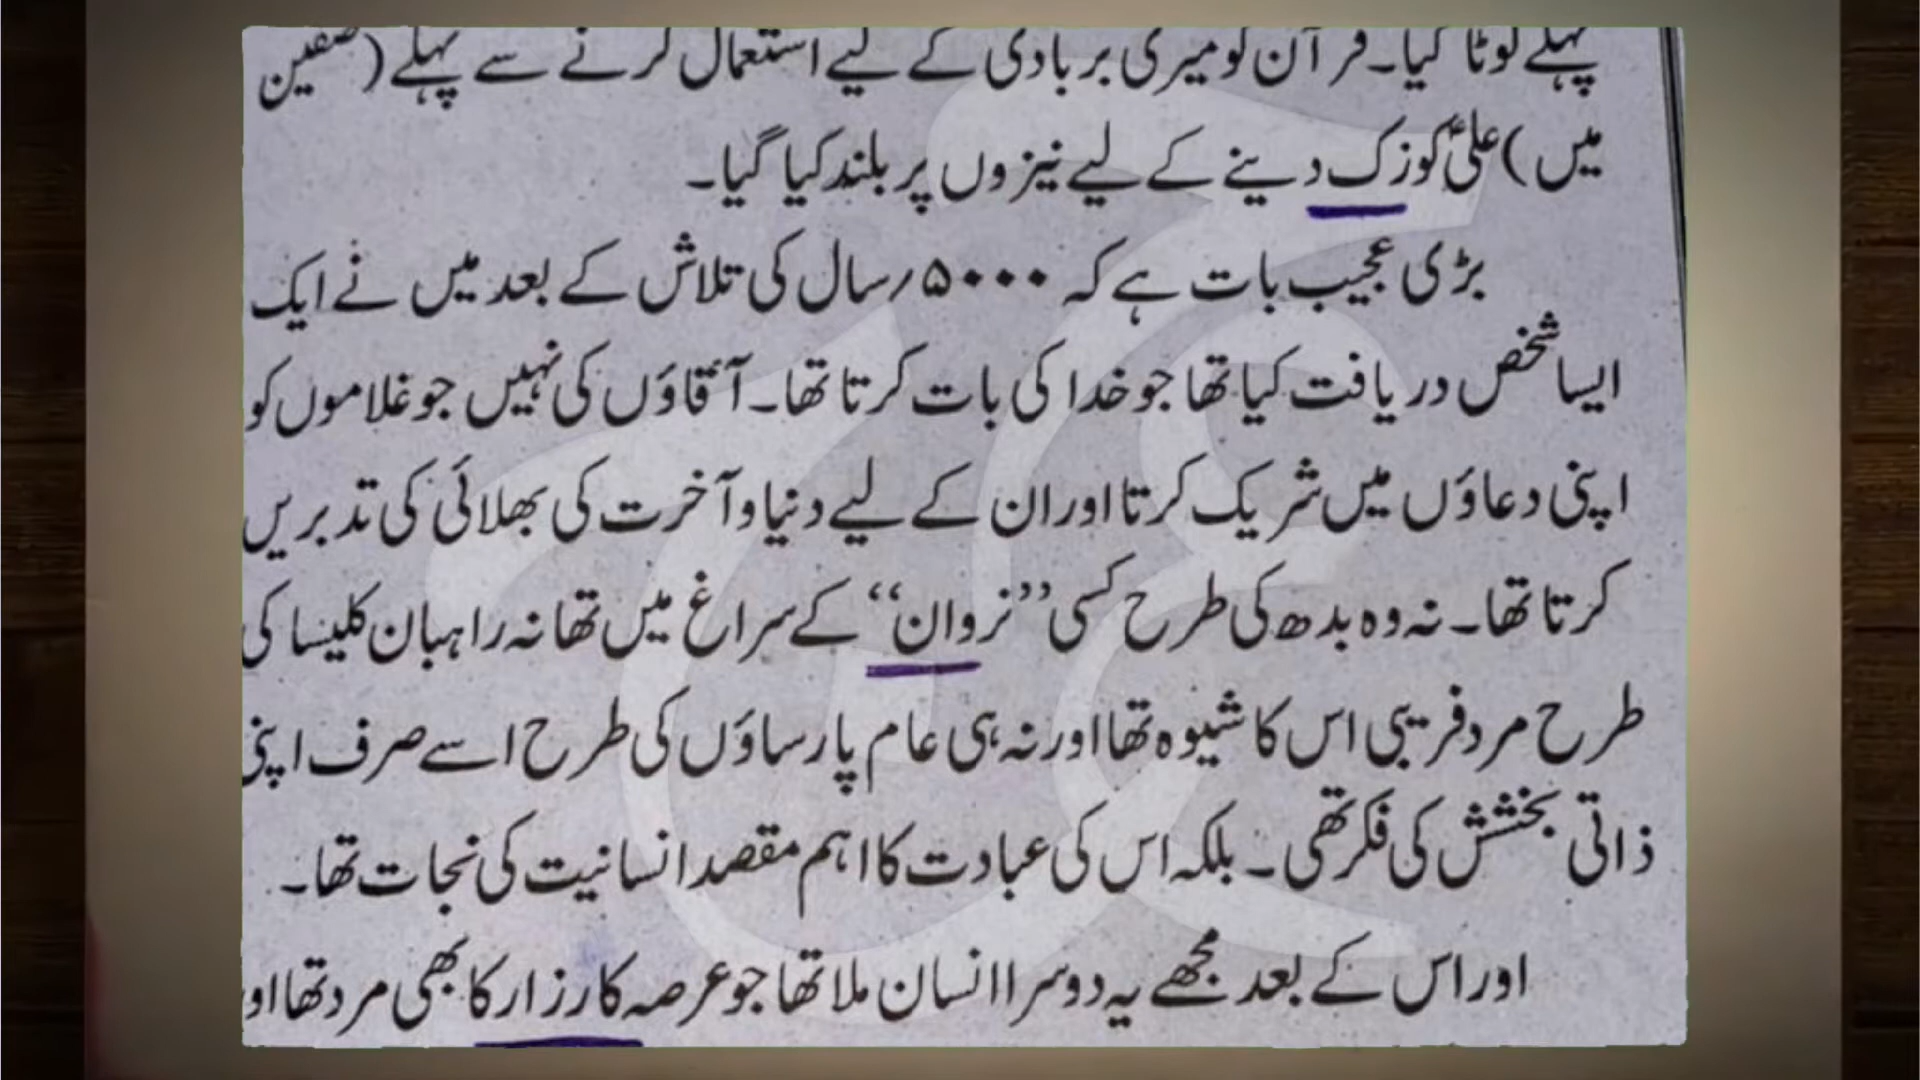 پہلے لوٹا گیا۔ قرآن کو میری بربادی کے لیے استعمال کرنے سے پہلے (صفین
میں) علیؑ کو زک دینے کے لیے نیزوں پر بلند کیا گیا۔
بڑی عجیب بات ہے کہ ۵۰۰۰؍سال کی تلاش کے بعد میں نے ایک
ایسا شخص دریافت کیا تھا جو خدا کی بات کرتا تھا۔ آقاؤں کی نہیں جو غلاموں کو
اپنی دعاؤں میں شریک کرتا اور ان کے لیے دنیا و آخرت کی بھلائی کی تدبریں
کرتا تھا۔ نہ وہ بدھ کی طرح کسی ’’نروان‘‘ کے سراغ میں تھا نہ راہبان کلیسا کی
طرح مرد فریبی اس کا شیوہ تھا اور نہ ہی عام پارساؤں کی طرح اسے صرف اپنی
ذاتی بخشش کی فکر تھی۔ بلکہ اس کی عبادت کا اہم مقصد انسانیت کی نجات تھا۔
اور اس کے بعد مجھے یہ دوسرا انسان ملا تھا جو عرصہ کارزار کا بھی مرد تھا او